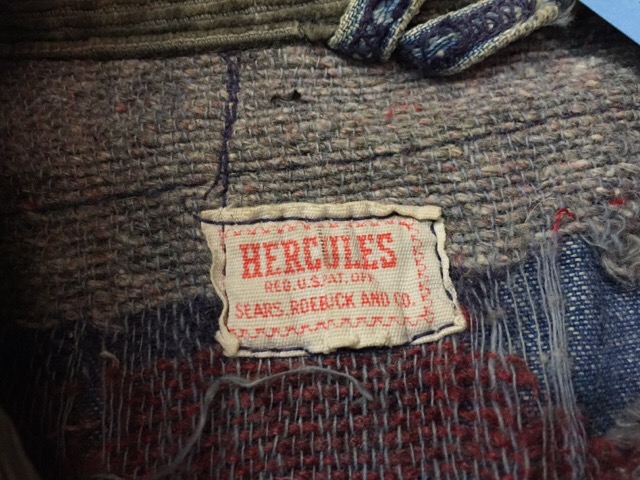 HERCULES
REG. U.S. PAT. OFF.
SEARS, ROEBUCK AND CO.